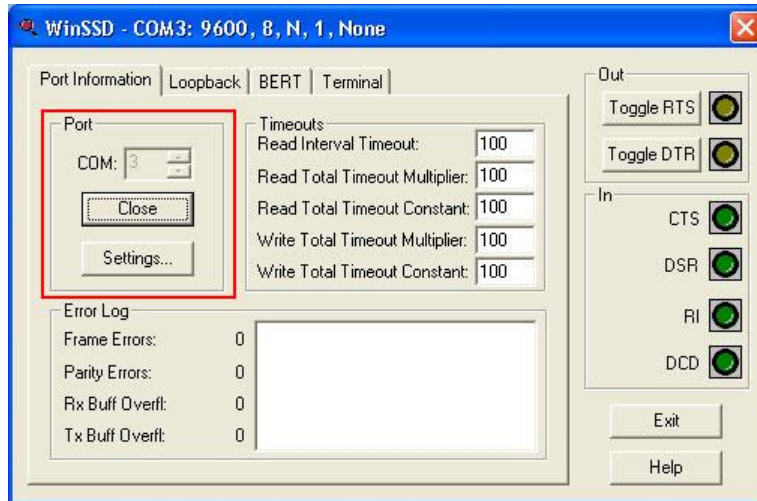 WinSSD - COM3: 9600, 8, N, 1, None
Port Information
Loopback
BERT
Terminal
Port
COM: 3
Close
Settings...
Timeouts
Read Interval Timeout: 100
Read Total Timeout Multiplier: 100
Read Total Timeout Constant: 100
Write Total Timeout Multiplier: 100
Write Total Timeout Constant: 100
Error Log
Frame Errors: 0
Parity Errors: 0
Rx Buff Overfl: 0
Tx Buff Overfl: 0
Out
Toggle RTS
Toggle DTR
In
CTS
DSR
RI
DCD
Exit
Help